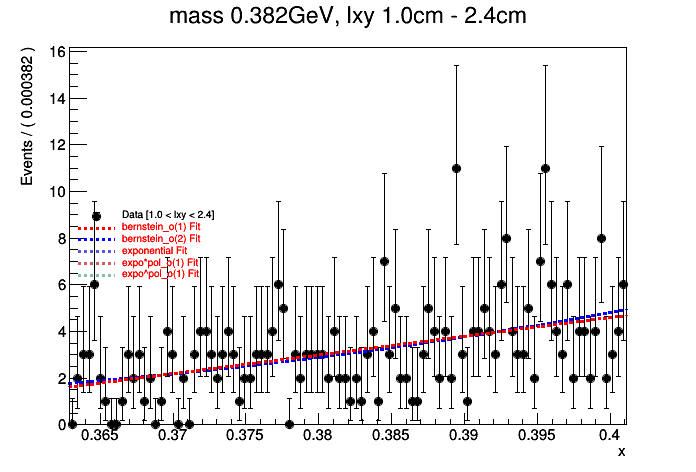 mass 0.382GeV, lxy 1.0cm - 2.4cm
Events / ( 0.000382 )
16
14
12
10
8
6
4
2
0
Data [1.0 < lxy < 2.4]
bernstein_o(1) Fit
bernstein_o(2) Fit
exponential Fit
expo*pol_o(1) Fit
expo^pol_o(1) Fit
0.365 0.37 0.375 0.38 0.385 0.39 0.395 0.4
x